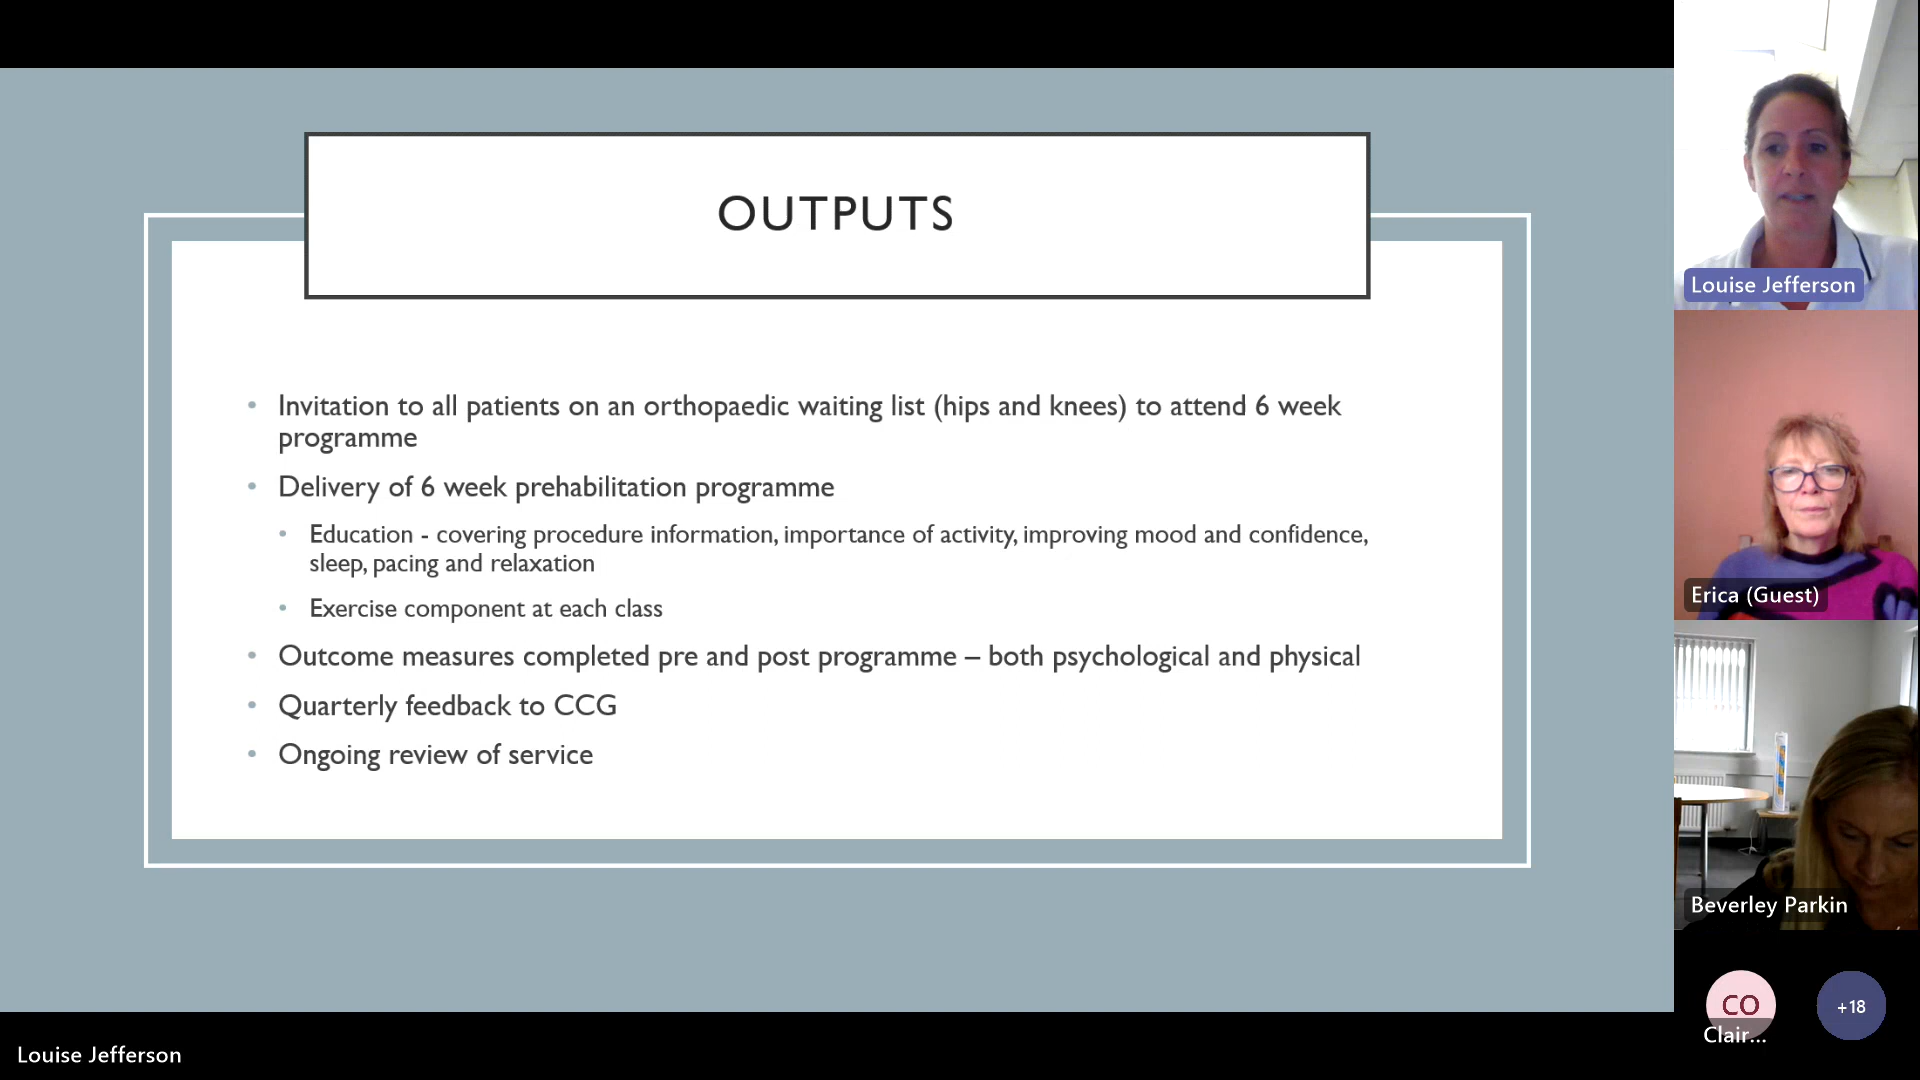 OUTPUTS
Invitation to all patients on an orthopaedic waiting list (hips and knees) to attend 6 week
programme
Delivery of 6 week prehabilitation programme
Education - covering procedure information, importance of activity, improving mood and confidence,
sleep, pacing and relaxation
Exercise component at each class
Outcome measures completed pre and post programme – both psychological and physical
Quarterly feedback to CCG
Ongoing review of service
Louise Jefferson
Erica (Guest)
Beverley Parkin
CO
Clair...
+18
Louise Jefferson